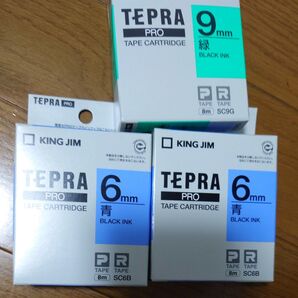 TEPRA
PRO
TAPE CARTRIDGE
9mm
緑
BLACK INK
P R
TAPE TAPE
8m SC9G
TEPRA PRO
KING JIM
TEPRA
PRO
TAPE CARTRIDGE
6mm
青
BLACK INK
P R
TAPE TAPE
8m SC6B
KING JIM
TEPRA
PRO
TAPE CARTRIDGE
6mm
青
BLACK INK
P R
TAPE TAPE
8m SC6B